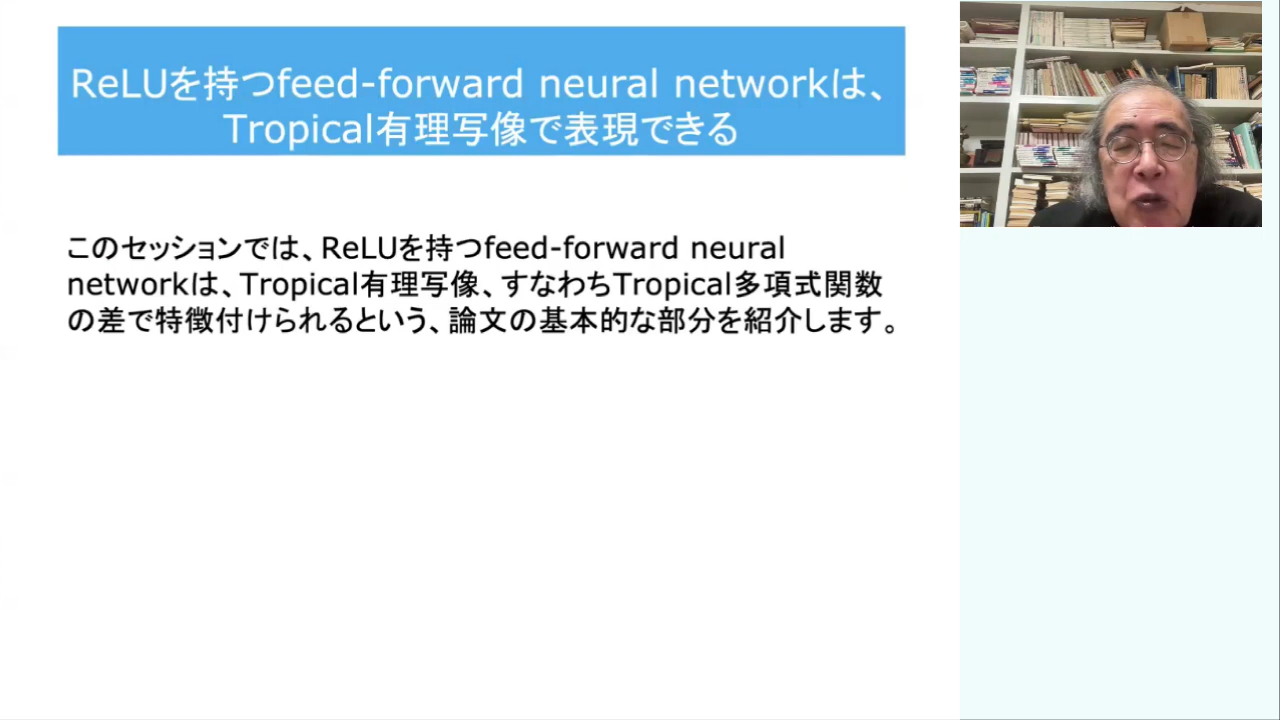 ReLUを持つfeed-forward neural networkは、
Tropical有理写像で表現できる
このセッションでは、ReLUを持つfeed-forward neural
networkは、Tropical有理写像、すなわちTropical多項式関数
の差で特徴付けられるという、論文の基本的な部分を紹介します。